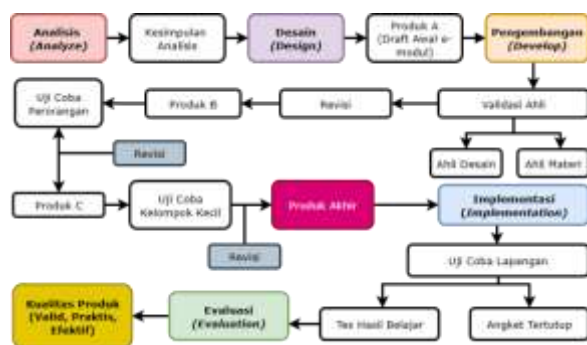 Analisis
(Analyze)
Kesimpulan
Analisis
Desain
(Design)
Produk A
(Draft Awal e-
modul)
Pengembangan
(Develop)
Uji Coba
Perorangan
Produk B
Revisi
Validasi Ahli
Revisi
Ahli Desain
Ahli Materi
Produk C
Uji Coba
Kelompok Kecil
Produk Akhir
Implementasi
(Implementation)
Revisi
Uji Coba Lapangan
Kualitas Produk
(Valid, Praktis,
Efektif)
Evaluasi
(Evaluation)
Tes Hasil Belajar
Angket Tertutup